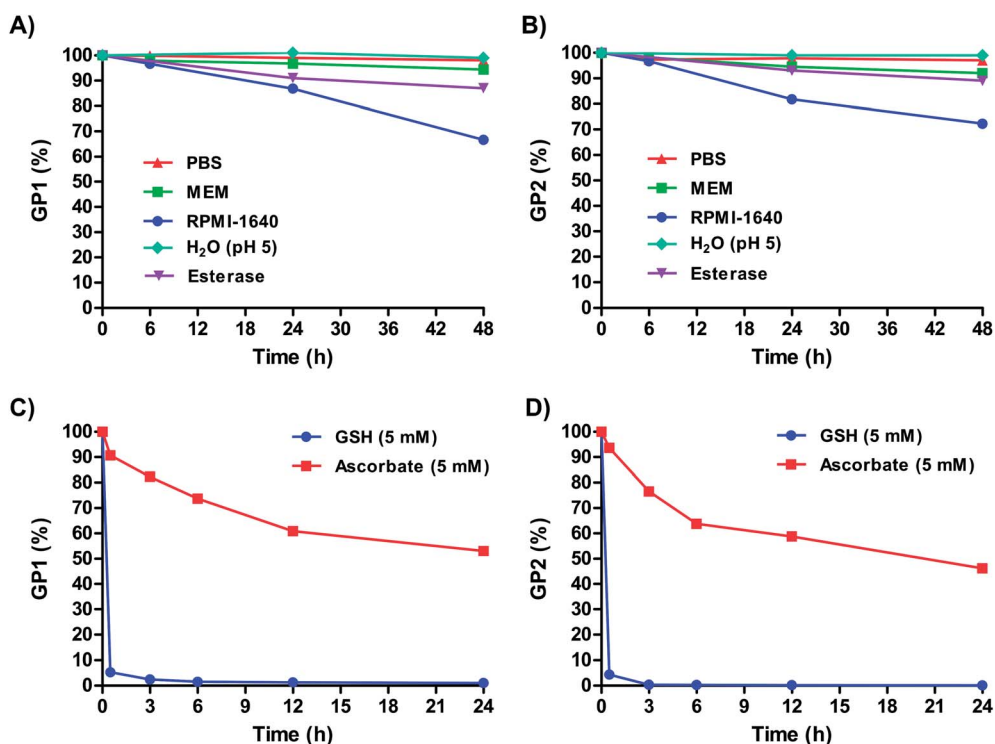 A)
GP1 (%)
100
90
80
70
60
50
40
30
20
10
0
PBS
MEM
RPMI-1640
H₂O (pH 5)
Esterase
0 6 12 18 24 30 36 42 48
Time (h)
B)
GP2 (%)
100
90
80
70
60
50
40
30
20
10
0
PBS
MEM
RPMI-1640
H₂O (pH 5)
Esterase
0 6 12 18 24 30 36 42 48
Time (h)
C)
GP1 (%)
100
90
80
70
60
50
40
30
20
10
0
GSH (5 mM)
Ascorbate (5 mM)
0 3 6 9 12 15 18 21 24
Time (h)
D)
GP2 (%)
100
90
80
70
60
50
40
30
20
10
0
GSH (5 mM)
Ascorbate (5 mM)
0 3 6 9 12 15 18 21 24
Time (h)